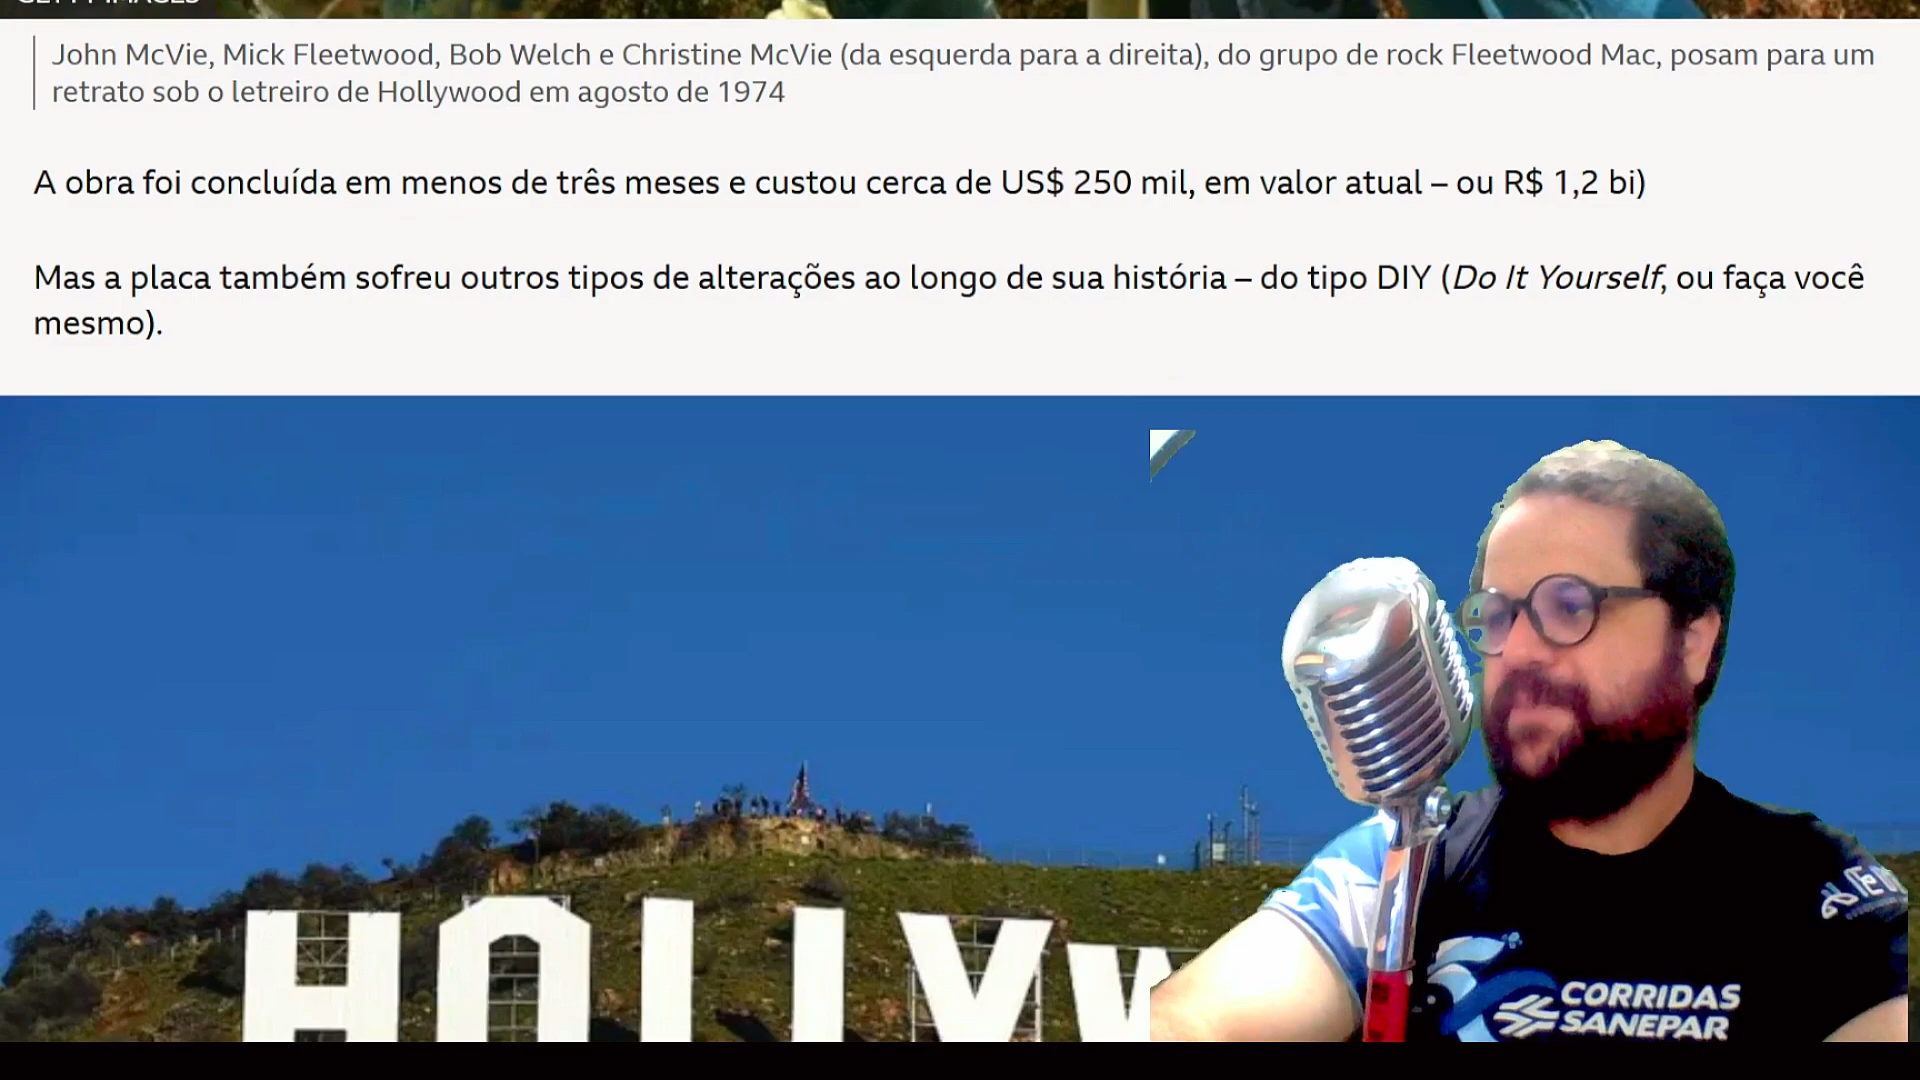 GETTY IMAGES
John McVie, Mick Fleetwood, Bob Welch e Christine McVie (da esquerda para a direita), do grupo de rock Fleetwood Mac, posam para um
retrato sob o letreiro de Hollywood em agosto de 1974
A obra foi concluída em menos de três meses e custou cerca de US$ 250 mil, em valor atual – ou R$ 1,2 bi)
Mas a placa também sofreu outros tipos de alterações ao longo de sua história – do tipo DIY (Do It Yourself, ou faça você
mesmo).
HOLLYW
CORRIDAS
SANEPAR